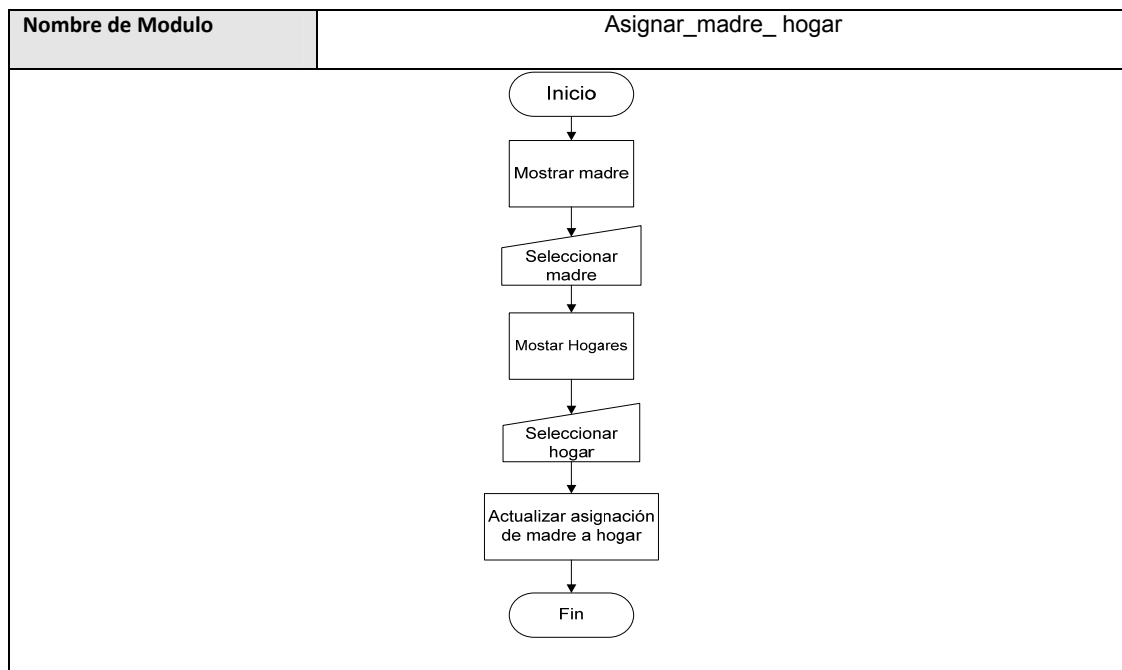 Nombre de Modulo
Asignar_madre_ hogar
Inicio
Mostrar madre
Seleccionar
madre
Mostar Hogares
Seleccionar
hogar
Actualizar asignación
de madre a hogar
Fin